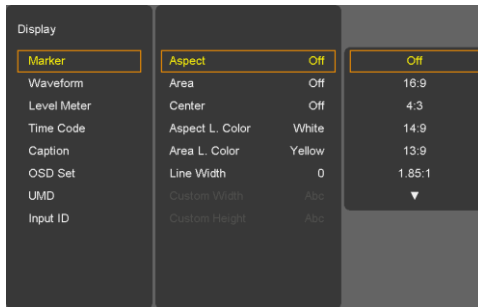 Display
Marker
Waveform
Level Meter
Time Code
Caption
OSD Set
UMD
Input ID
Aspect Off
Area Off
Center Off
Aspect L. Color White
Area L. Color Yellow
Line Width 0
Custom Width Abc
Custom Height Abc
Off
16:9
4:3
14:9
13:9
1.85:1
▼